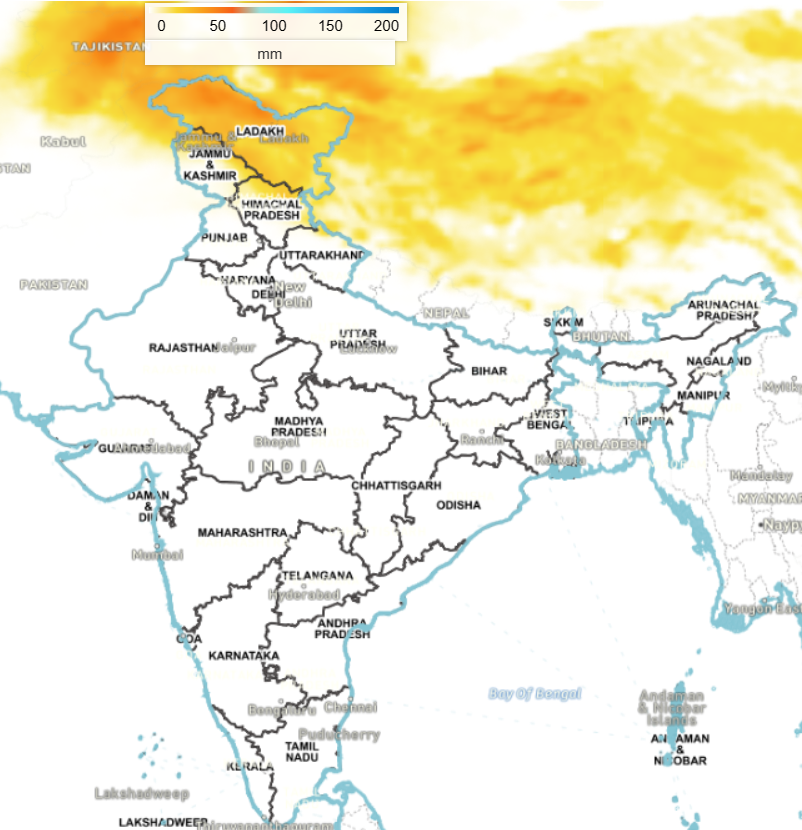 0 50 100 150 200
mm
TAJIKISTAN
Kabul
LADAKH
Ladakh
Jammu &
Kashmir
JAMMU
&
KASHMIR
HIMACHAL
PRADESH
PUNJAB
UTTARAKHAND
PAKISTAN
HARYANA
DELHI
New
Delhi
NEPAL
SIKKIM
BHUTAN
ARUNACHAL
PRADESH
RAJASTHAN
Jaipur
UTTAR
PRADESH
Lucknow
BIHAR
NAGALAND
MANIPUR
MADHYA
PRADESH
Bhopal
Ranchi
WEST
BENGAL
TRIPURA
BANGLADESH
Kolkata
GUJARAT
INDIA
CHHATTISGARH
ODISHA
Mandalay
MYANMAR
DAMAN
&
DIU
MAHARASHTRA
Mumbai
TELANGANA
Hyderabad
Yangon East
GOA
KARNATAKA
ANDHRA
PRADESH
Bay Of Bengal
Bengaluru
Chennai
Puducherry
Andaman
& Nicobar
Islands
ANDAMAN
&
NICOBAR
TAMIL
NADU
KERALA
Lakshadweep
LAKSHADWEEP
Thiruvananthapuram